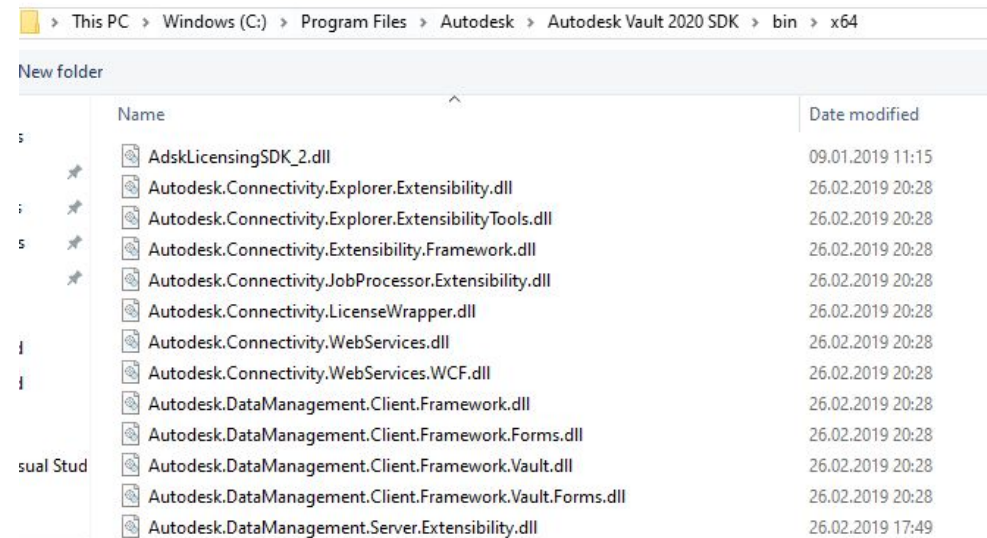 > This PC > Windows (C:) > Program Files > Autodesk > Autodesk Vault 2020 SDK > bin > x64
New folder
Name Date modified
AdskLicensingSDK_2.dll 09.01.2019 11:15
Autodesk.Connectivity.Explorer.Extensibility.dll 26.02.2019 20:28
Autodesk.Connectivity.Explorer.ExtensibilityTools.dll 26.02.2019 20:28
Autodesk.Connectivity.Extensibility.Framework.dll 26.02.2019 20:28
Autodesk.Connectivity.JobProcessor.Extensibility.dll 26.02.2019 20:28
Autodesk.Connectivity.LicenseWrapper.dll 26.02.2019 20:28
Autodesk.Connectivity.WebServices.dll 26.02.2019 20:28
Autodesk.Connectivity.WebServices.WCF.dll 26.02.2019 20:28
Autodesk.DataManagement.Client.Framework.dll 26.02.2019 20:28
Autodesk.DataManagement.Client.Framework.Forms.dll 26.02.2019 20:28
sual Stud Autodesk.DataManagement.Client.Framework.Vault.dll 26.02.2019 20:28
Autodesk.DataManagement.Client.Framework.Vault.Forms.dll 26.02.2019 20:28
Autodesk.DataManagement.Server.Extensibility.dll 26.02.2019 17:49